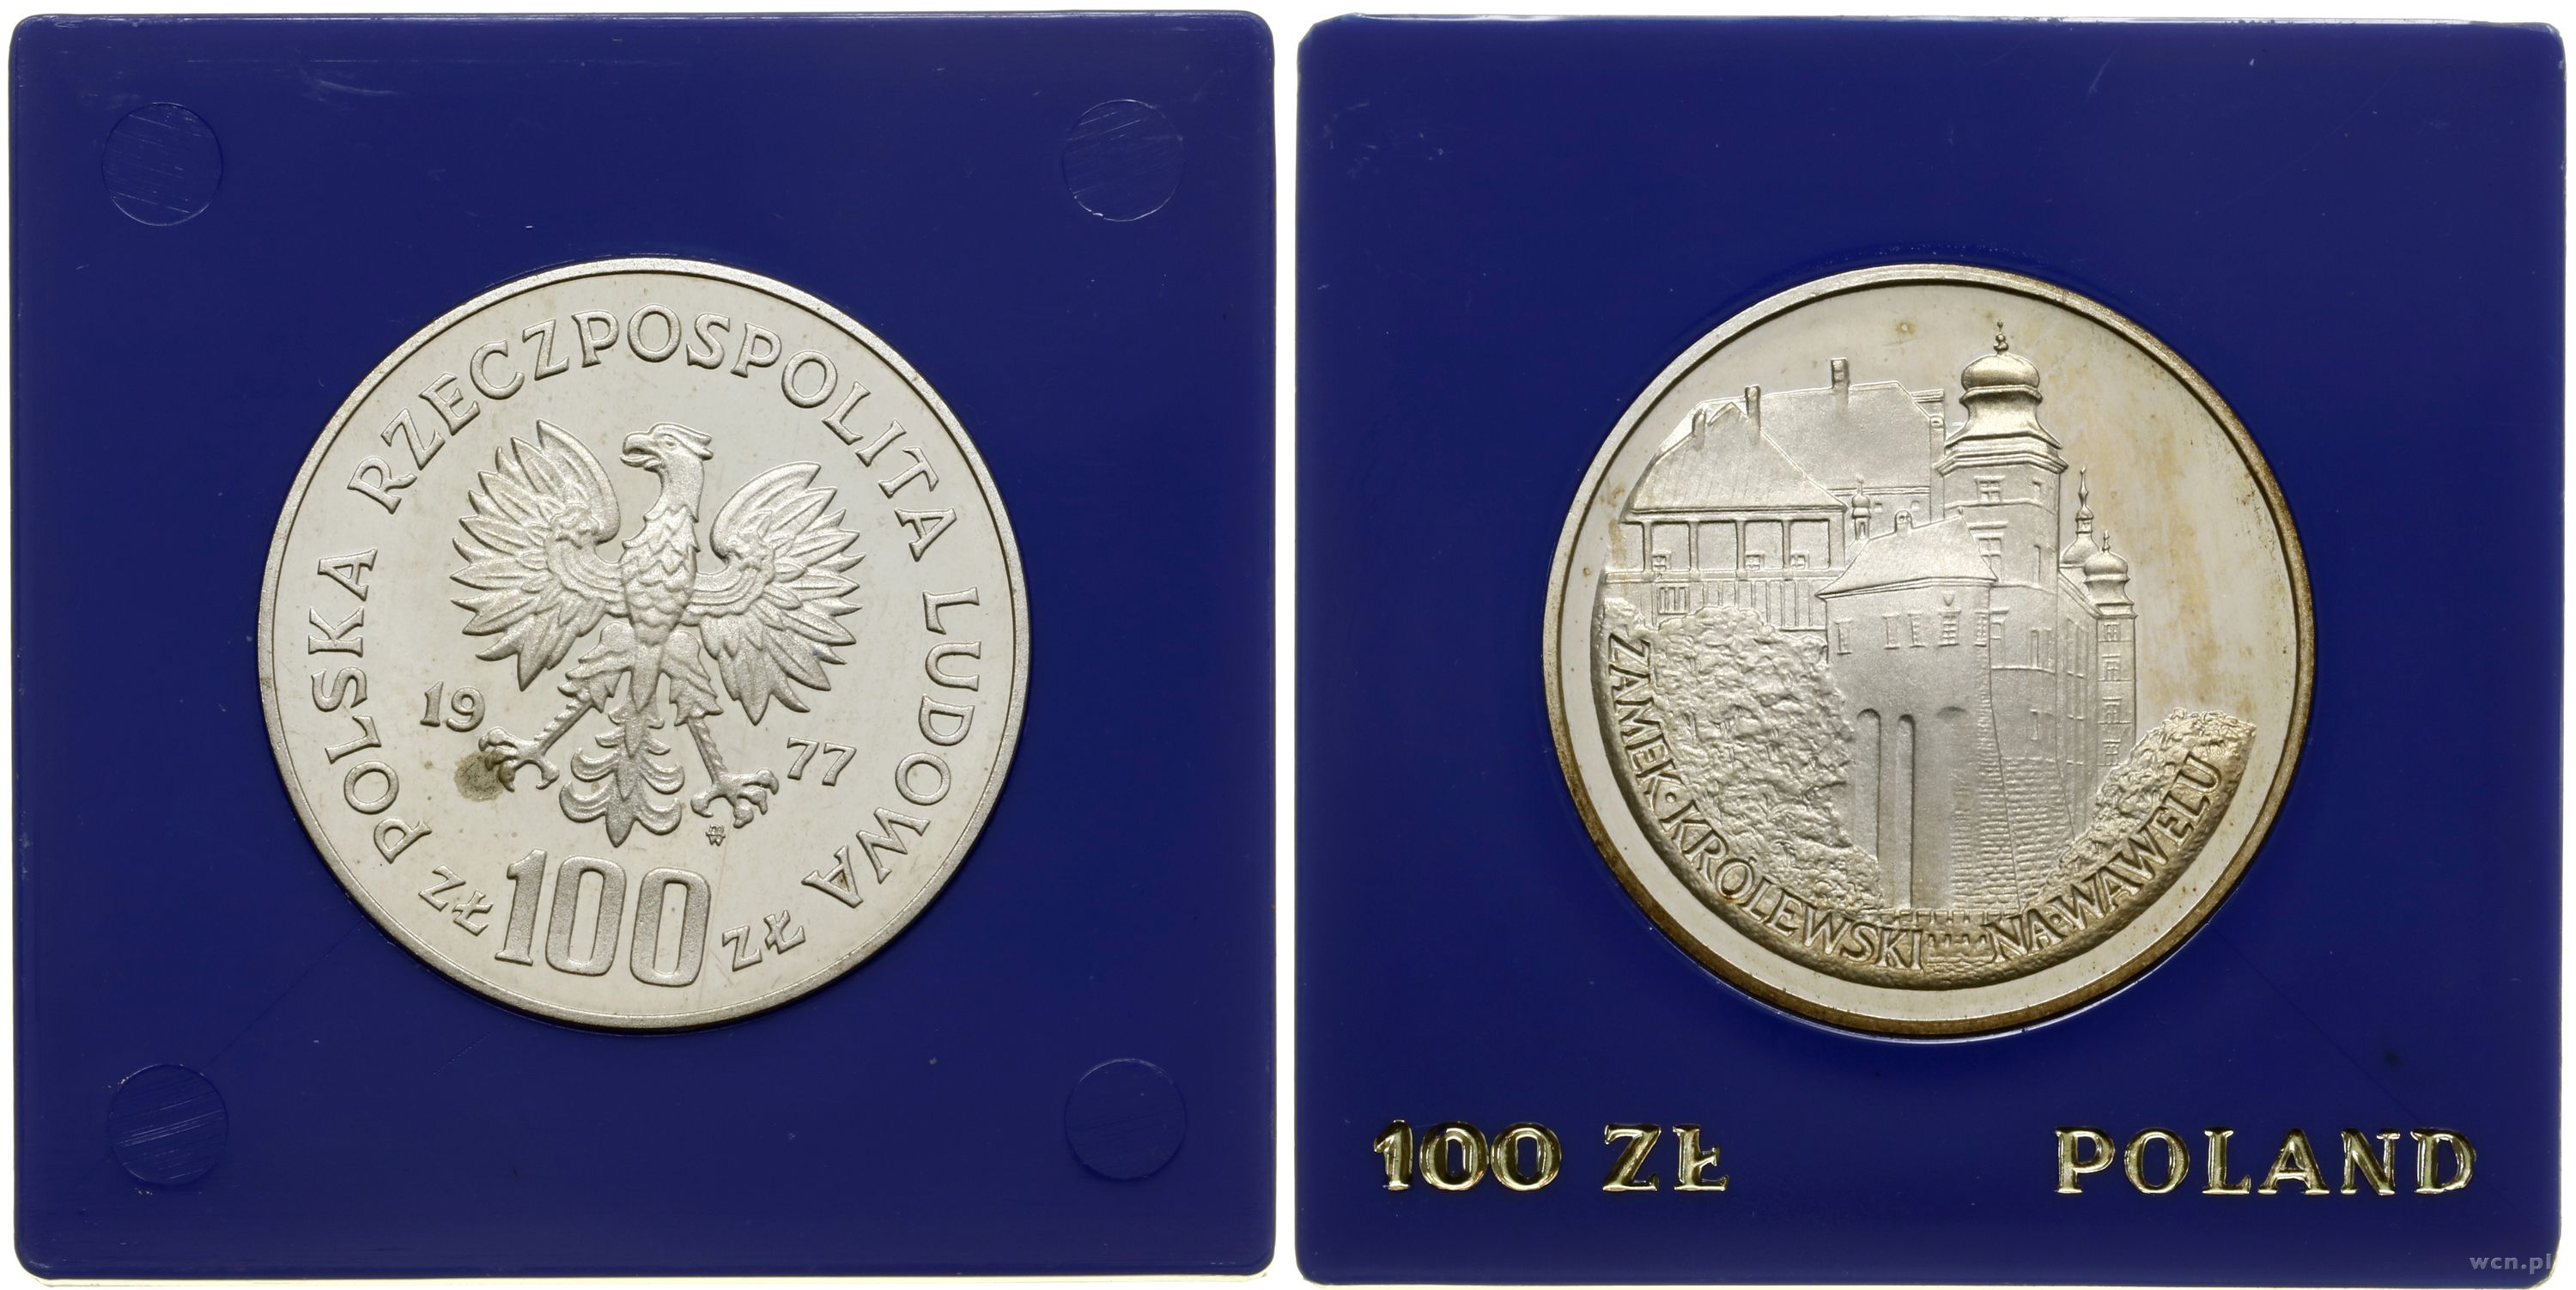 POLSKA RZECZPOSPOLITA LUDOWA
19 77
ZŁ 100 ZŁ
ZAMEK·KRÓLEWSKI NA·WAWELU
100 ZŁ POLAND
wcn.pl